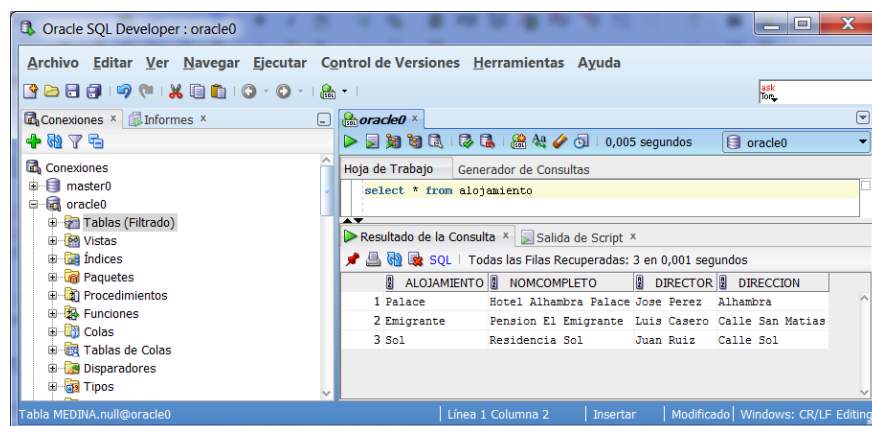 Oracle SQL Developer : oracle0
Archivo Editar Ver Navegar Ejecutar Control de Versiones Herramientas Ayuda
ask
Tom
Conexiones x Informes x
oracle0 x
0,005 segundos oracle0
Conexiones
master0
oracle0
Tablas (Filtrado)
Vistas
Índices
Paquetes
Procedimientos
Funciones
Colas
Tablas de Colas
Disparadores
Tipos
Hoja de Trabajo Generador de Consultas
select * from alojamiento
Resultado de la Consulta x Salida de Script x
SQL | Todas las Filas Recuperadas: 3 en 0,001 segundos
ALOJAMIENTO NOMCOMPLETO DIRECTOR DIRECCION
1 Palace Hotel Alhambra Palace Jose Perez Alhambra
2 Emigrante Pension El Emigrante Luis Casero Calle San Matias
3 Sol Residencia Sol Juan Ruiz Calle Sol
Tabla MEDINA.null@oracle0 | Línea 1 Columna 2 | Insertar | Modificado | Windows: CR/LF Editing